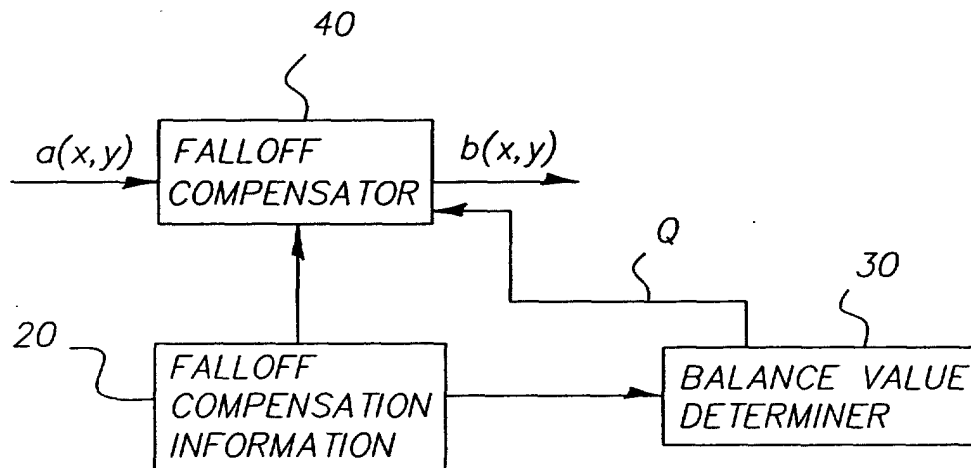 40
a(x,y)
FALLOFF
COMPENSATOR
b(x,y)
Q
30
20
FALLOFF
COMPENSATION
INFORMATION
BALANCE VALUE
DETERMINER